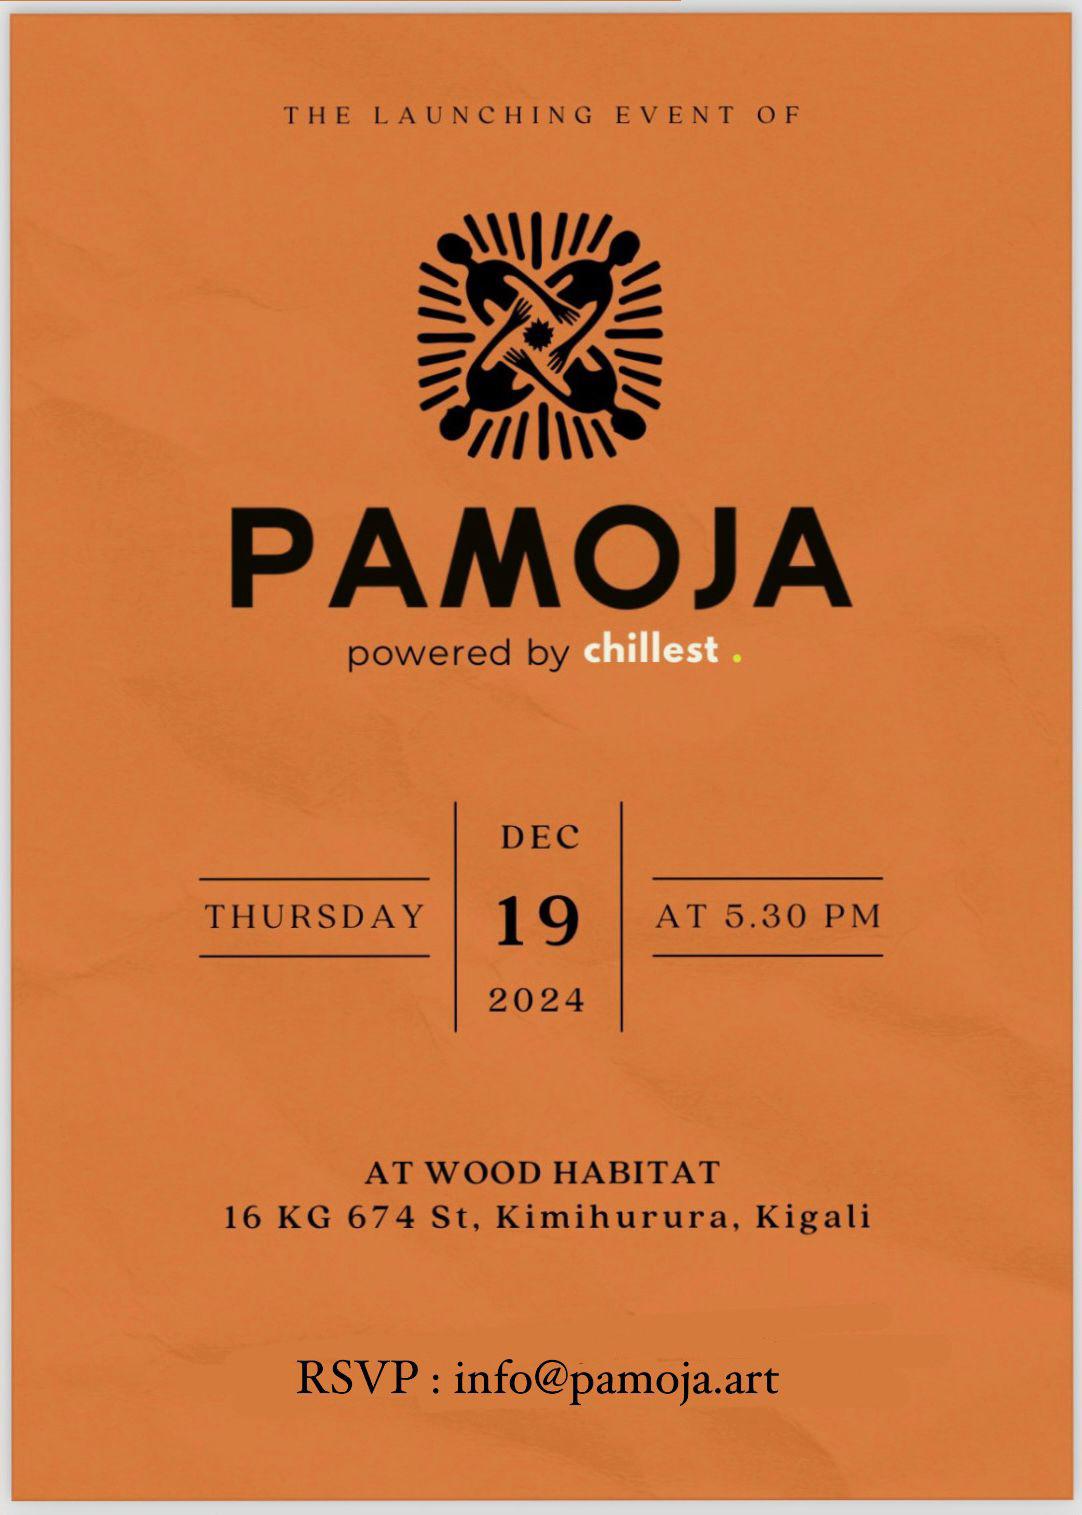 THE LAUNCHING EVENT OF
PAMOJA
powered by chillest .
DEC
THURSDAY
19
AT 5.30 PM
2024
AT WOOD HABITAT
16 KG 674 St, Kimihurura, Kigali
RSVP : info@pamoja.art